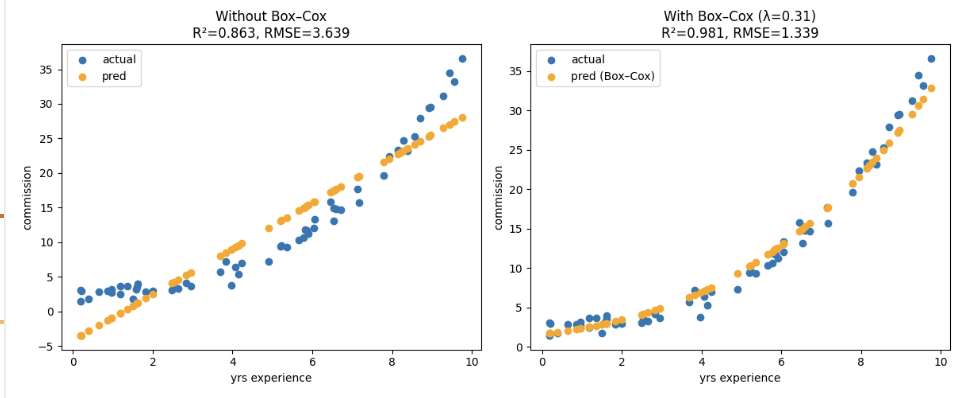 Without Box–Cox
R²=0.863, RMSE=3.639
actual
pred
35
30
25
20
15
10
5
0
−5
commission
0
2
4
6
8
10
yrs experience
With Box–Cox (λ=0.31)
R²=0.981, RMSE=1.339
actual
pred (Box–Cox)
35
30
25
20
15
10
5
0
commission
0
2
4
6
8
10
yrs experience